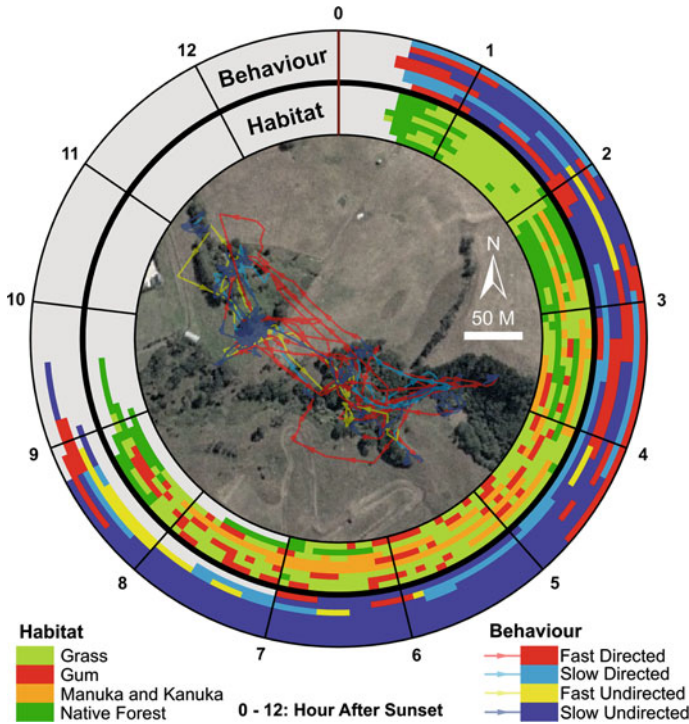 0
12
1
Behaviour
Habitat
11
2
N
50 M
10
3
9
4
8
5
7
6
Habitat
Grass
Gum
Manuka and Kanuka
Native Forest
0 - 12: Hour After Sunset
Behaviour
Fast Directed
Slow Directed
Fast Undirected
Slow Undirected